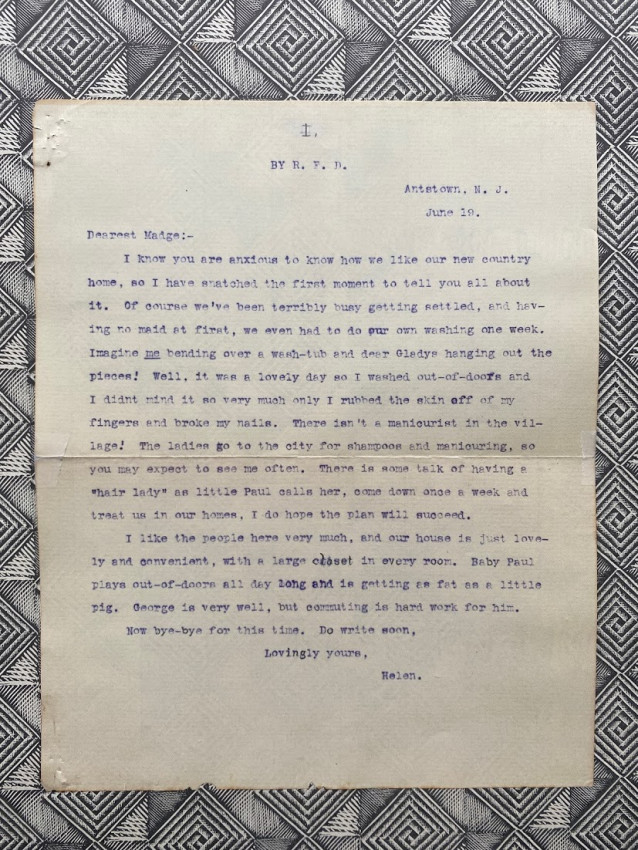 I,
BY R. F. D.
Antstown, N. J.
June 19.
Dearest Madge:-
I know you are anxious to know how we like our new country
home, so I have snatched the first moment to tell you all about
it. Of course we've been terribly busy getting settled, and hav-
ing no maid at first, we even had to do our own washing one week.
Imagine me bending over a wash-tub and dear Gladys hanging out the
pieces! Well, it was a lovely day so I washed out-of-doors and
I didnt mind it so very much only I rubbed the skin off of my
fingers and broke my nails. There isn't a manicurist in the vil-
lage! The ladies go to the city for shampoos and manicuring, so
you may expect to see me often. There is some talk of having a
"hair lady" as little Paul calls her, come down once a week and
treat us in our homes, I do hope the plan will succeed.
I like the people here very much, and our house is just love-
ly and convenient, with a large closet in every room. Baby Paul
plays out-of-doors all day long and is getting as fat as a little
pig. George is very well, but commuting is hard work for him.
Now bye-bye for this time. Do write soon,
Lovingly yours,
Helen.